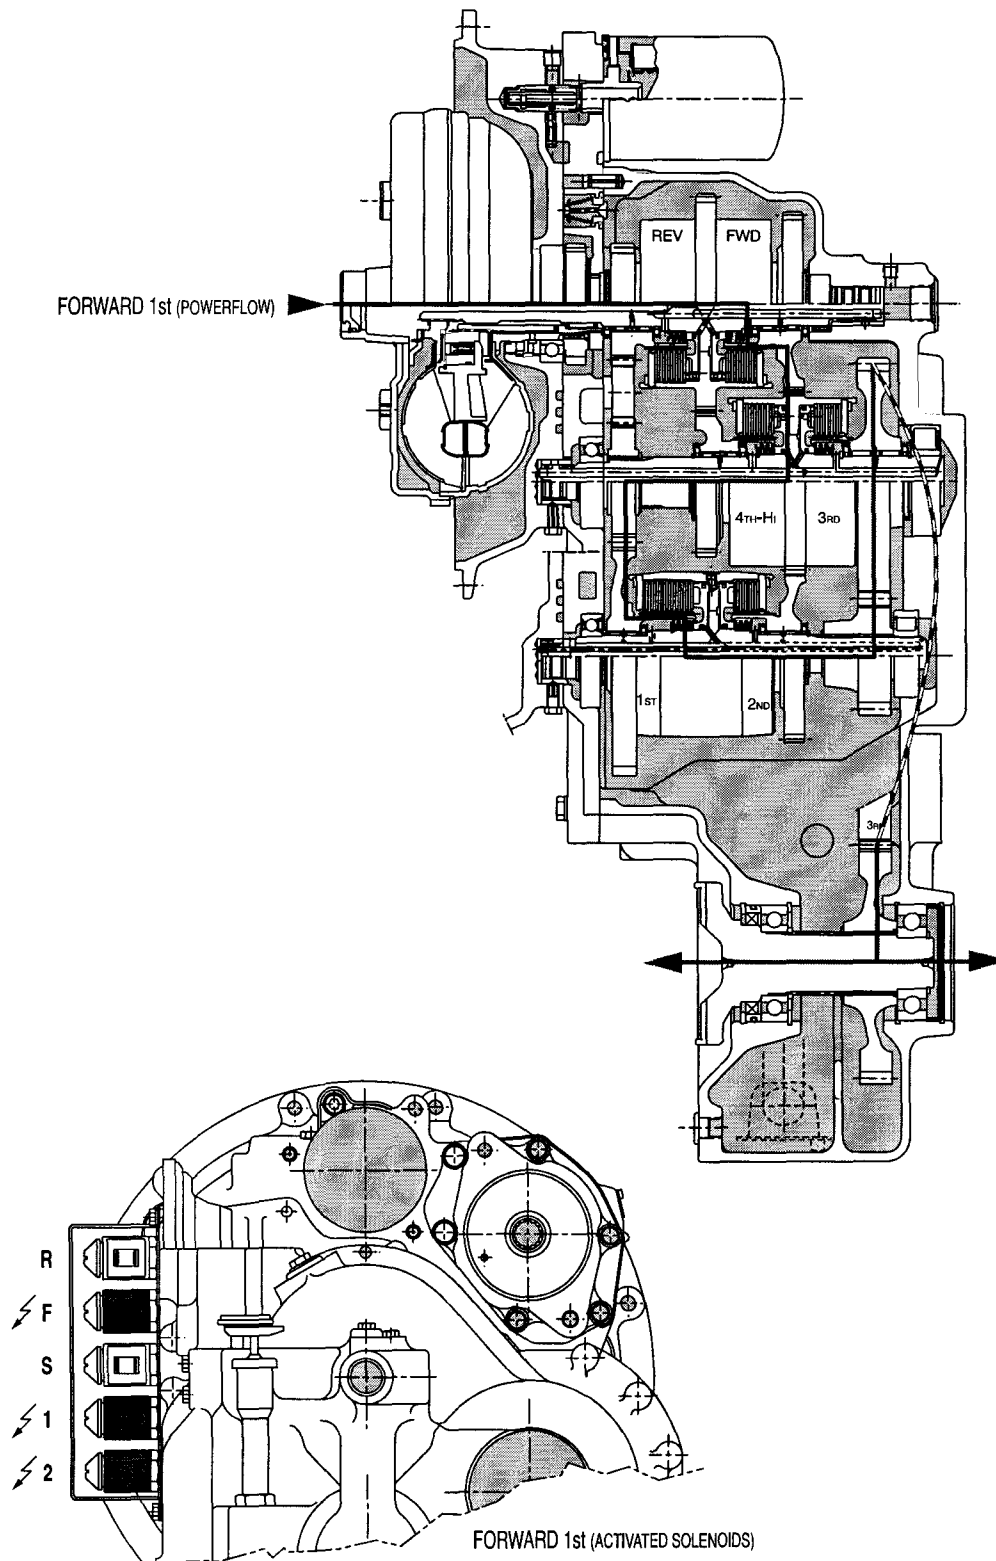 REV FWD
FORWARD 1st (POWERFLOW)
4TH-HI 3RD
1ST 2ND
R
F
S
1
2
FORWARD 1st (ACTIVATED SOLENOIDS)